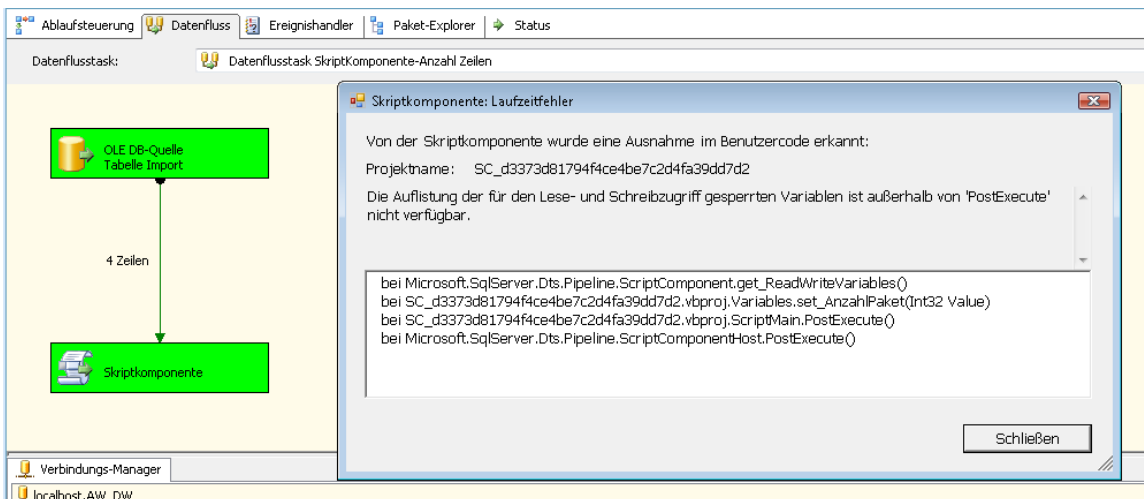 Ablaufsteuerung Datenfluss Ereignishandler Paket-Explorer Status
Datenflusstask: Datenflusstask SkriptKomponente-Anzahl Zeilen
Skriptkomponente: Laufzeitfehler
Von der Skriptkomponente wurde eine Ausnahme im Benutzercode erkannt:
Projektname: SC_d3373d81794f4ce4be7c2d4fa39dd7d2
Die Auflistung der für den Lese- und Schreibzugriff gesperrten Variablen ist außerhalb von 'PostExecute'
nicht verfügbar.
bei Microsoft.SqlServer.Dts.Pipeline.ScriptComponent.get_ReadWriteVariables()
bei SC_d3373d81794f4ce4be7c2d4fa39dd7d2.vbproj.Variables.set_AnzahlPaket(Int32 Value)
bei SC_d3373d81794f4ce4be7c2d4fa39dd7d2.vbproj.ScriptMain.PostExecute()
bei Microsoft.SqlServer.Dts.Pipeline.ScriptComponentHost.PostExecute()
Schließen
OLE DB-Quelle
Tabelle Import
4 Zeilen
Skriptkomponente
Verbindungs-Manager
localhost.AW_DW